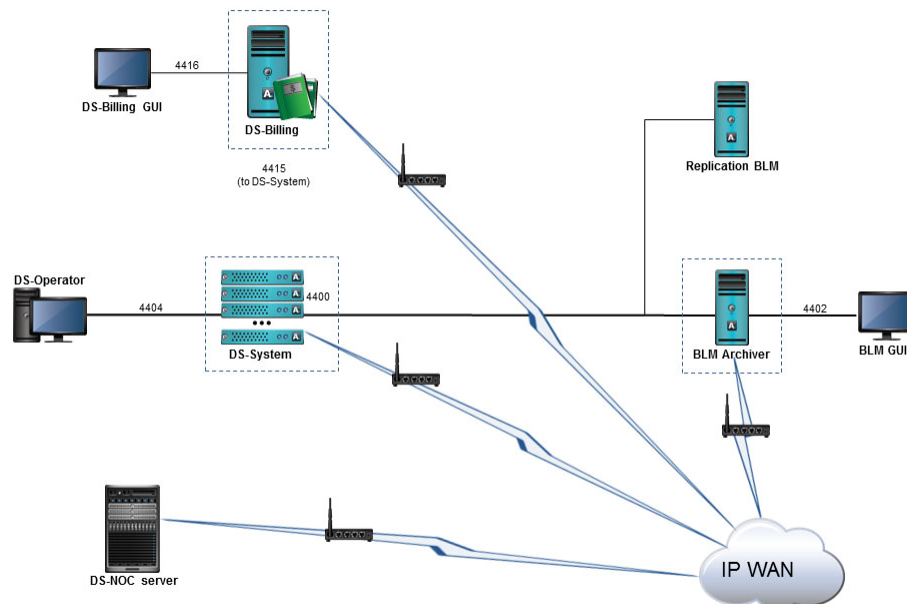 4416
DS-Billing GUI
DS-Billing
4415
(to DS-System)
Replication BLM
DS-Operator
4404
4400
DS-System
4402
BLM Archiver
BLM GUI
DS-NOC server
IP WAN
A
A
A
A
A
A
A